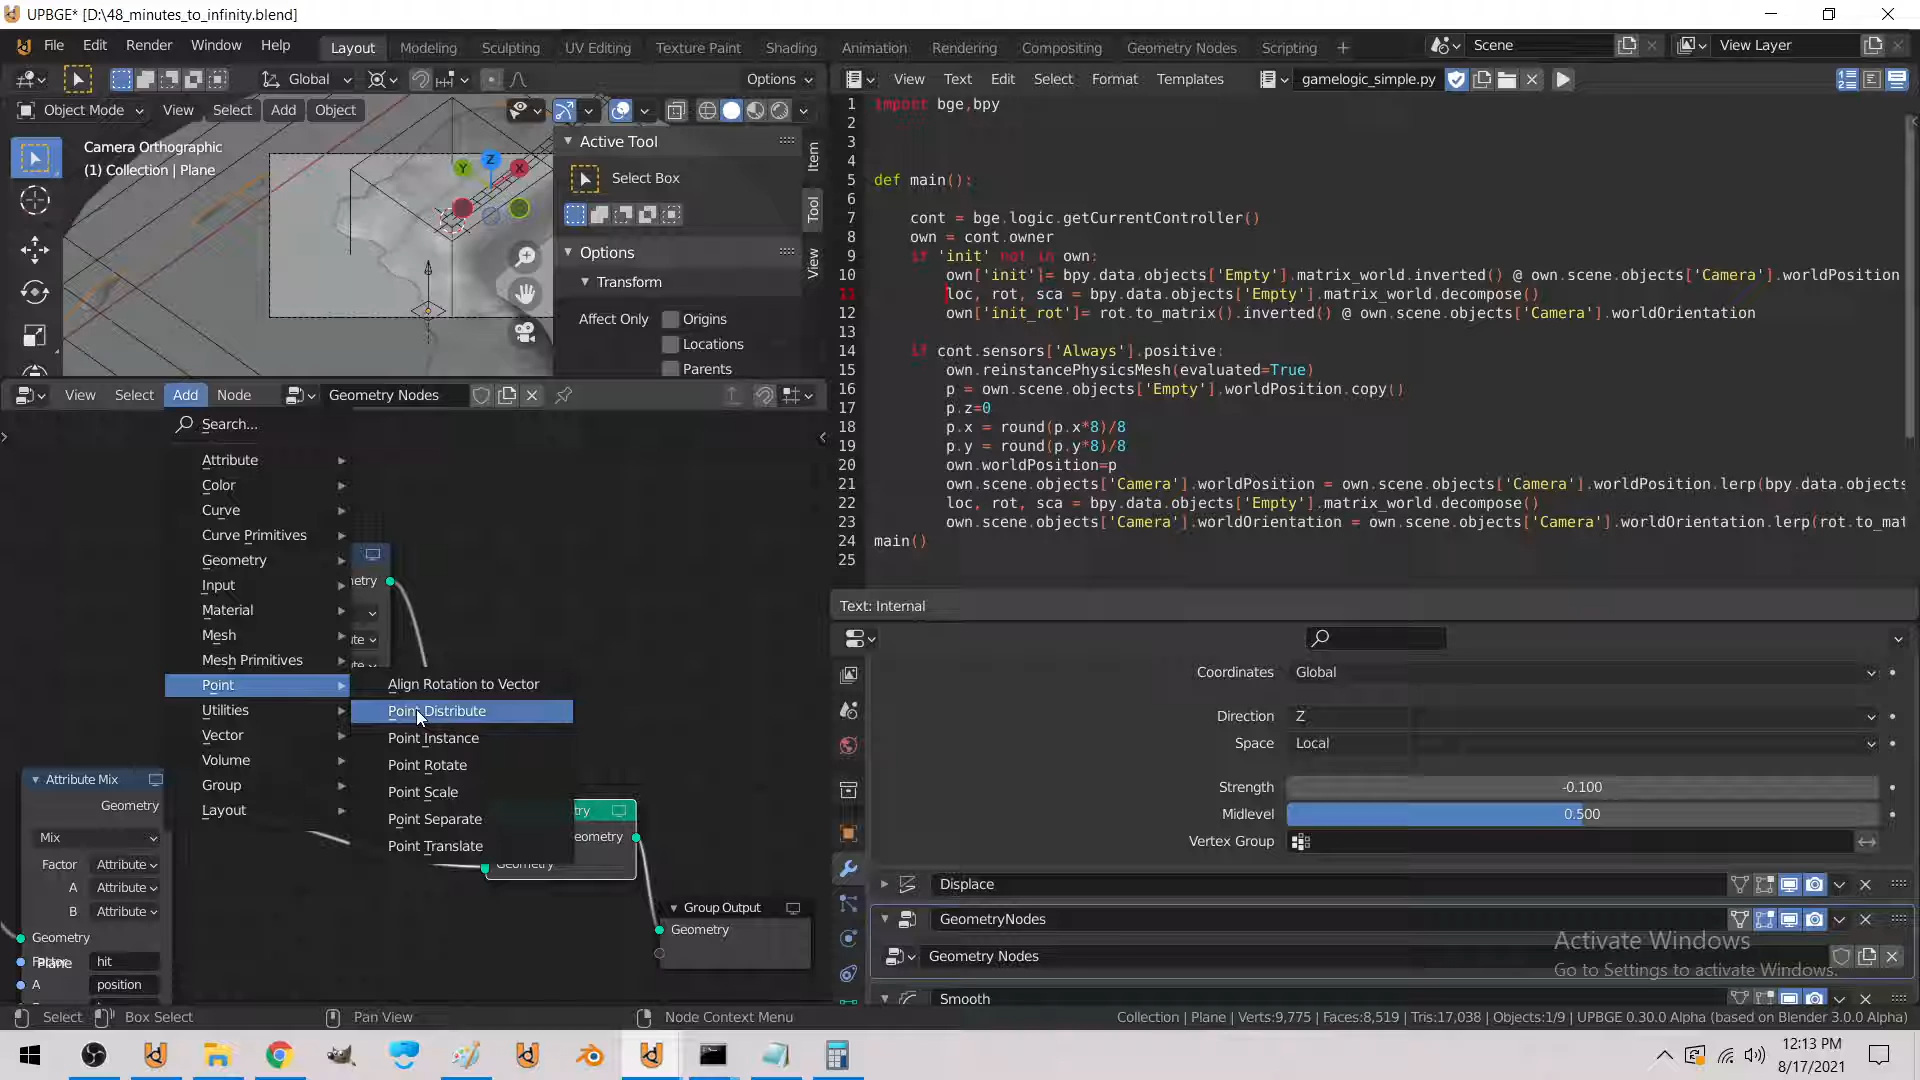 UPBGE* [D:\48_minutes_to_infinity.blend]
File Edit Render Window Help Layout Modeling Sculpting UV Editing Texture Paint Shading Animation Rendering Compositing Geometry Nodes Scripting + Scene View Layer
Global Options
Object Mode View Select Add Object
Camera Orthographic
(1) Collection | Plane
Z
Y
X
Active Tool
Select Box
Options
Transform
Affect Only Origins
Locations
Parents
Item
Tool
View
View Text Edit Select Format Templates gamelogic_simple.py
1 import bge,bpy
2
3
4
5 def main():
6
7 cont = bge.logic.getCurrentController()
8 own = cont.owner
9 if 'init' not in own:
10 own['init']= bpy.data.objects['Empty'].matrix_world.inverted() @ own.scene.objects['Camera'].worldPosition
11 loc, rot, sca = bpy.data.objects['Empty'].matrix_world.decompose()
12 own['init_rot']= rot.to_matrix().inverted() @ own.scene.objects['Camera'].worldOrientation
13
14 if cont.sensors['Always'].positive:
15 own.reinstancePhysicsMesh(evaluated=True)
16 p = own.scene.objects['Empty'].worldPosition.copy()
17 p.z=0
18 p.x = round(p.x*8)/8
19 p.y = round(p.y*8)/8
20 own.worldPosition=p
21 own.scene.objects['Camera'].worldPosition = own.scene.objects['Camera'].worldPosition.lerp(bpy.data.objects
22 loc, rot, sca = bpy.data.objects['Empty'].matrix_world.decompose()
23 own.scene.objects['Camera'].worldOrientation = own.scene.objects['Camera'].worldOrientation.lerp(rot.to_mat
24 main()
25
Text: Internal
View Select Add Node Geometry Nodes
Search...
Attribute
Color
Curve
Curve Primitives
Geometry
Input
Material
Mesh
Mesh Primitives
Point
Utilities
Vector
Volume
Group
Layout
Align Rotation to Vector
Point Distribute
Point Instance
Point Rotate
Point Scale
Point Separate
Point Translate
Attribute Mix
Geometry
Mix
Factor Attribute
A Attribute
B Attribute
Geometry
hit
Plane
A position
Geometry
Group Output
Geometry
Coordinates Global
Direction Z
Space Local
Strength -0.100
Midlevel 0.500
Vertex Group
Displace
GeometryNodes
Geometry Nodes
Smooth
Activate Windows
Go to Settings to activate Windows.
Select Box Select Pan View Node Context Menu Collection | Plane | Verts:9,775 | Faces:8,519 | Tris:17,038 | Objects:1/9 | UPBGE 0.30.0 Alpha (based on Blender 3.0.0 Alpha)
12:13 PM
8/17/2021